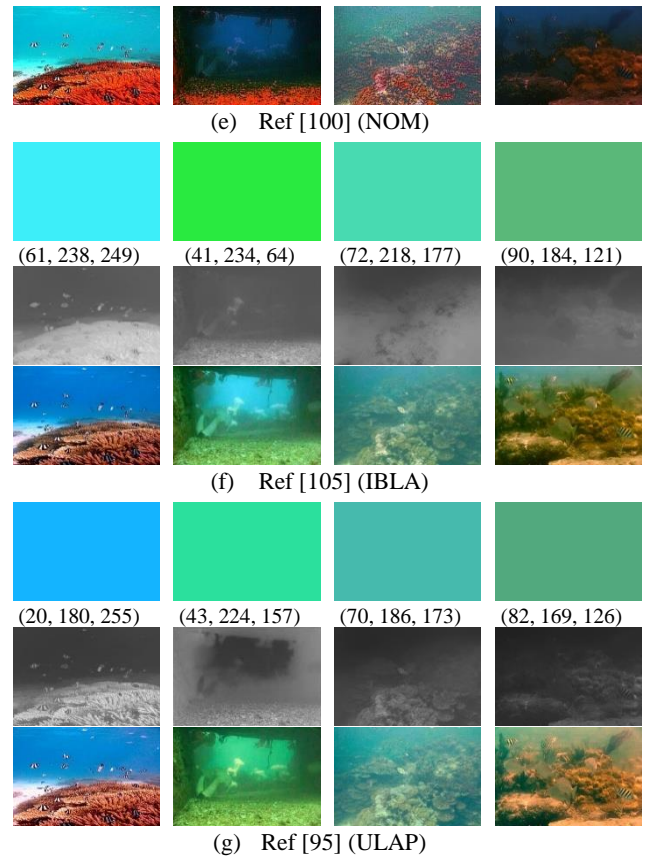 (e) Ref [100] (NOM)
(61, 238, 249) (41, 234, 64) (72, 218, 177) (90, 184, 121)
(f) Ref [105] (IBLA)
(20, 180, 255) (43, 224, 157) (70, 186, 173) (82, 169, 126)
(g) Ref [95] (ULAP)